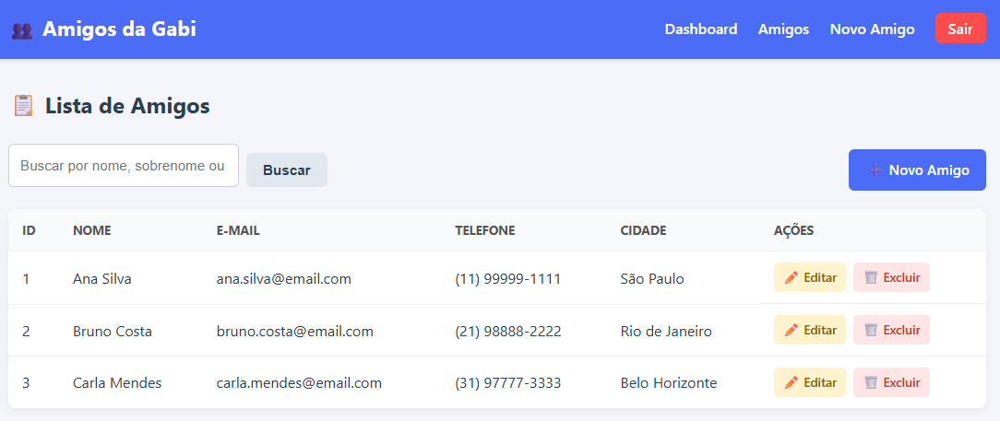 Amigos da Gabi Dashboard Amigos Novo Amigo Sair
Lista de Amigos
Buscar por nome, sobrenome ou Buscar Novo Amigo
ID NOME E-MAIL TELEFONE CIDADE AÇÕES
1 Ana Silva ana.silva@email.com (11) 99999-1111 São Paulo Editar Excluir
2 Bruno Costa bruno.costa@email.com (21) 98888-2222 Rio de Janeiro Editar Excluir
3 Carla Mendes carla.mendes@email.com (31) 97777-3333 Belo Horizonte Editar Excluir